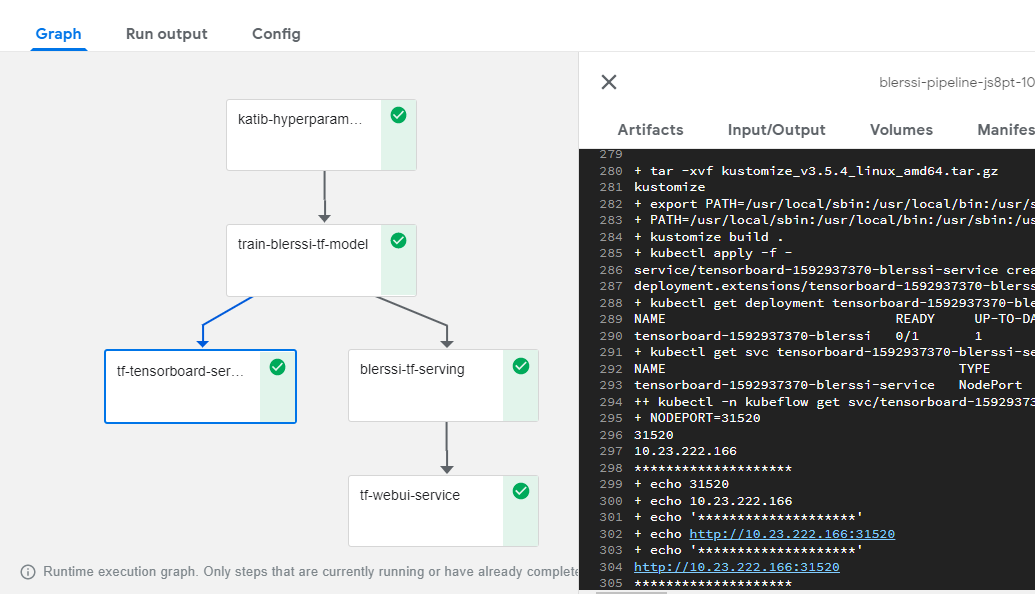 Graph Run output Config
katib-hyperparam...
train-blerssi-tf-model
tf-tensorboard-ser...
blerssi-tf-serving
tf-webui-service
Runtime execution graph. Only steps that are currently running or have already complete
blerssi-pipeline-js8pt-10
Artifacts Input/Output Volumes Manifes
279
280 + tar -xvf kustomize_v3.5.4_linux_amd64.tar.gz
281 kustomize
282 + export PATH=/usr/local/sbin:/usr/local/bin:/usr/s
283 + PATH=/usr/local/sbin:/usr/local/bin:/usr/sbin:/us
284 + kustomize build .
285 + kubectl apply -f -
286 service/tensorboard-1592937370-blerssi-service crea
287 deployment.extensions/tensorboard-1592937370-blerss
288 + kubectl get deployment tensorboard-1592937370-ble
289 NAME READY UP-TO-DA
290 tensorboard-1592937370-blerssi 0/1 1
291 + kubectl get svc tensorboard-1592937370-blerssi-se
292 NAME TYPE
293 tensorboard-1592937370-blerssi-service NodePort
294 ++ kubectl -n kubeflow get svc/tensorboard-15929373
295 + NODEPORT=31520
296 31520
297 10.23.222.166
298 ********************
299 + echo 31520
300 + echo 10.23.222.166
301 + echo '********************'
302 + echo http://10.23.222.166:31520
303 + echo '********************'
304 http://10.23.222.166:31520
305 ********************